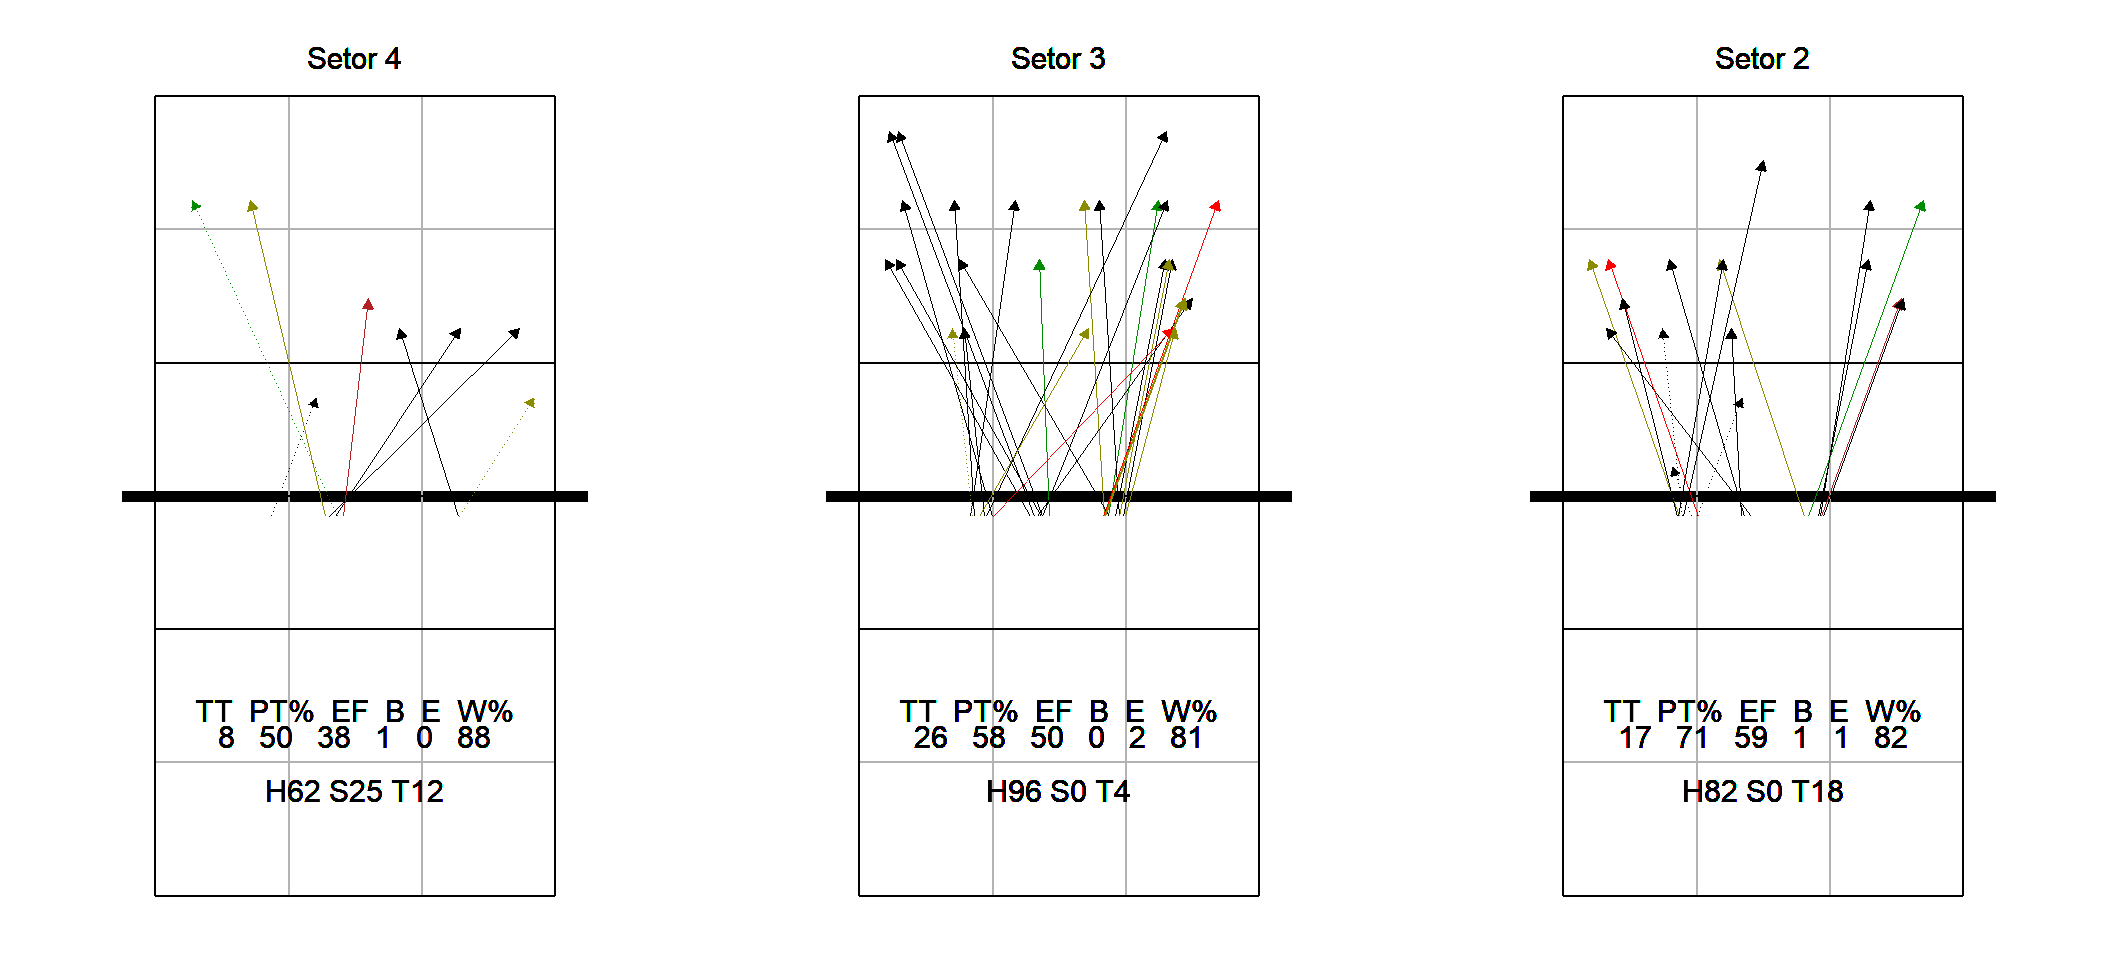 Setor 4
TT PT% EF B E W%
8 50 38 1 0 88
H62 S25 T12
Setor 3
TT PT% EF B E W%
26 58 50 0 2 81
H96 S0 T4
Setor 2
TT PT% EF B E W%
17 71 59 1 1 82
H82 S0 T18